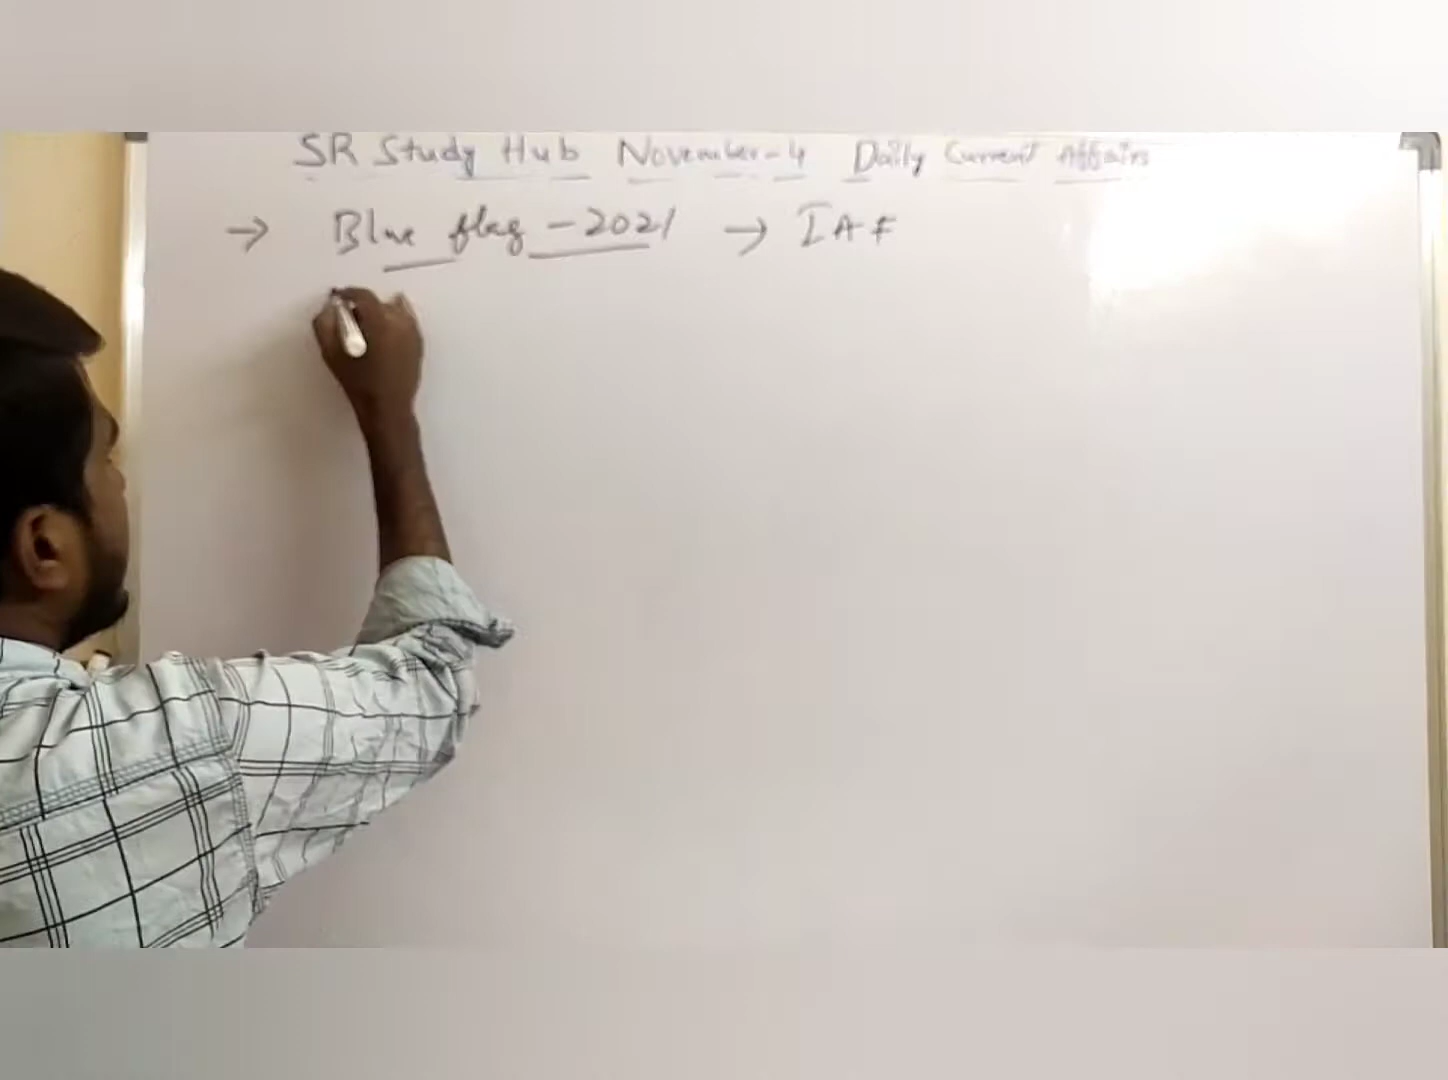 SR Study Hub November-4 Daily Current Affairs
→ Blue flag - 2021 → IAF